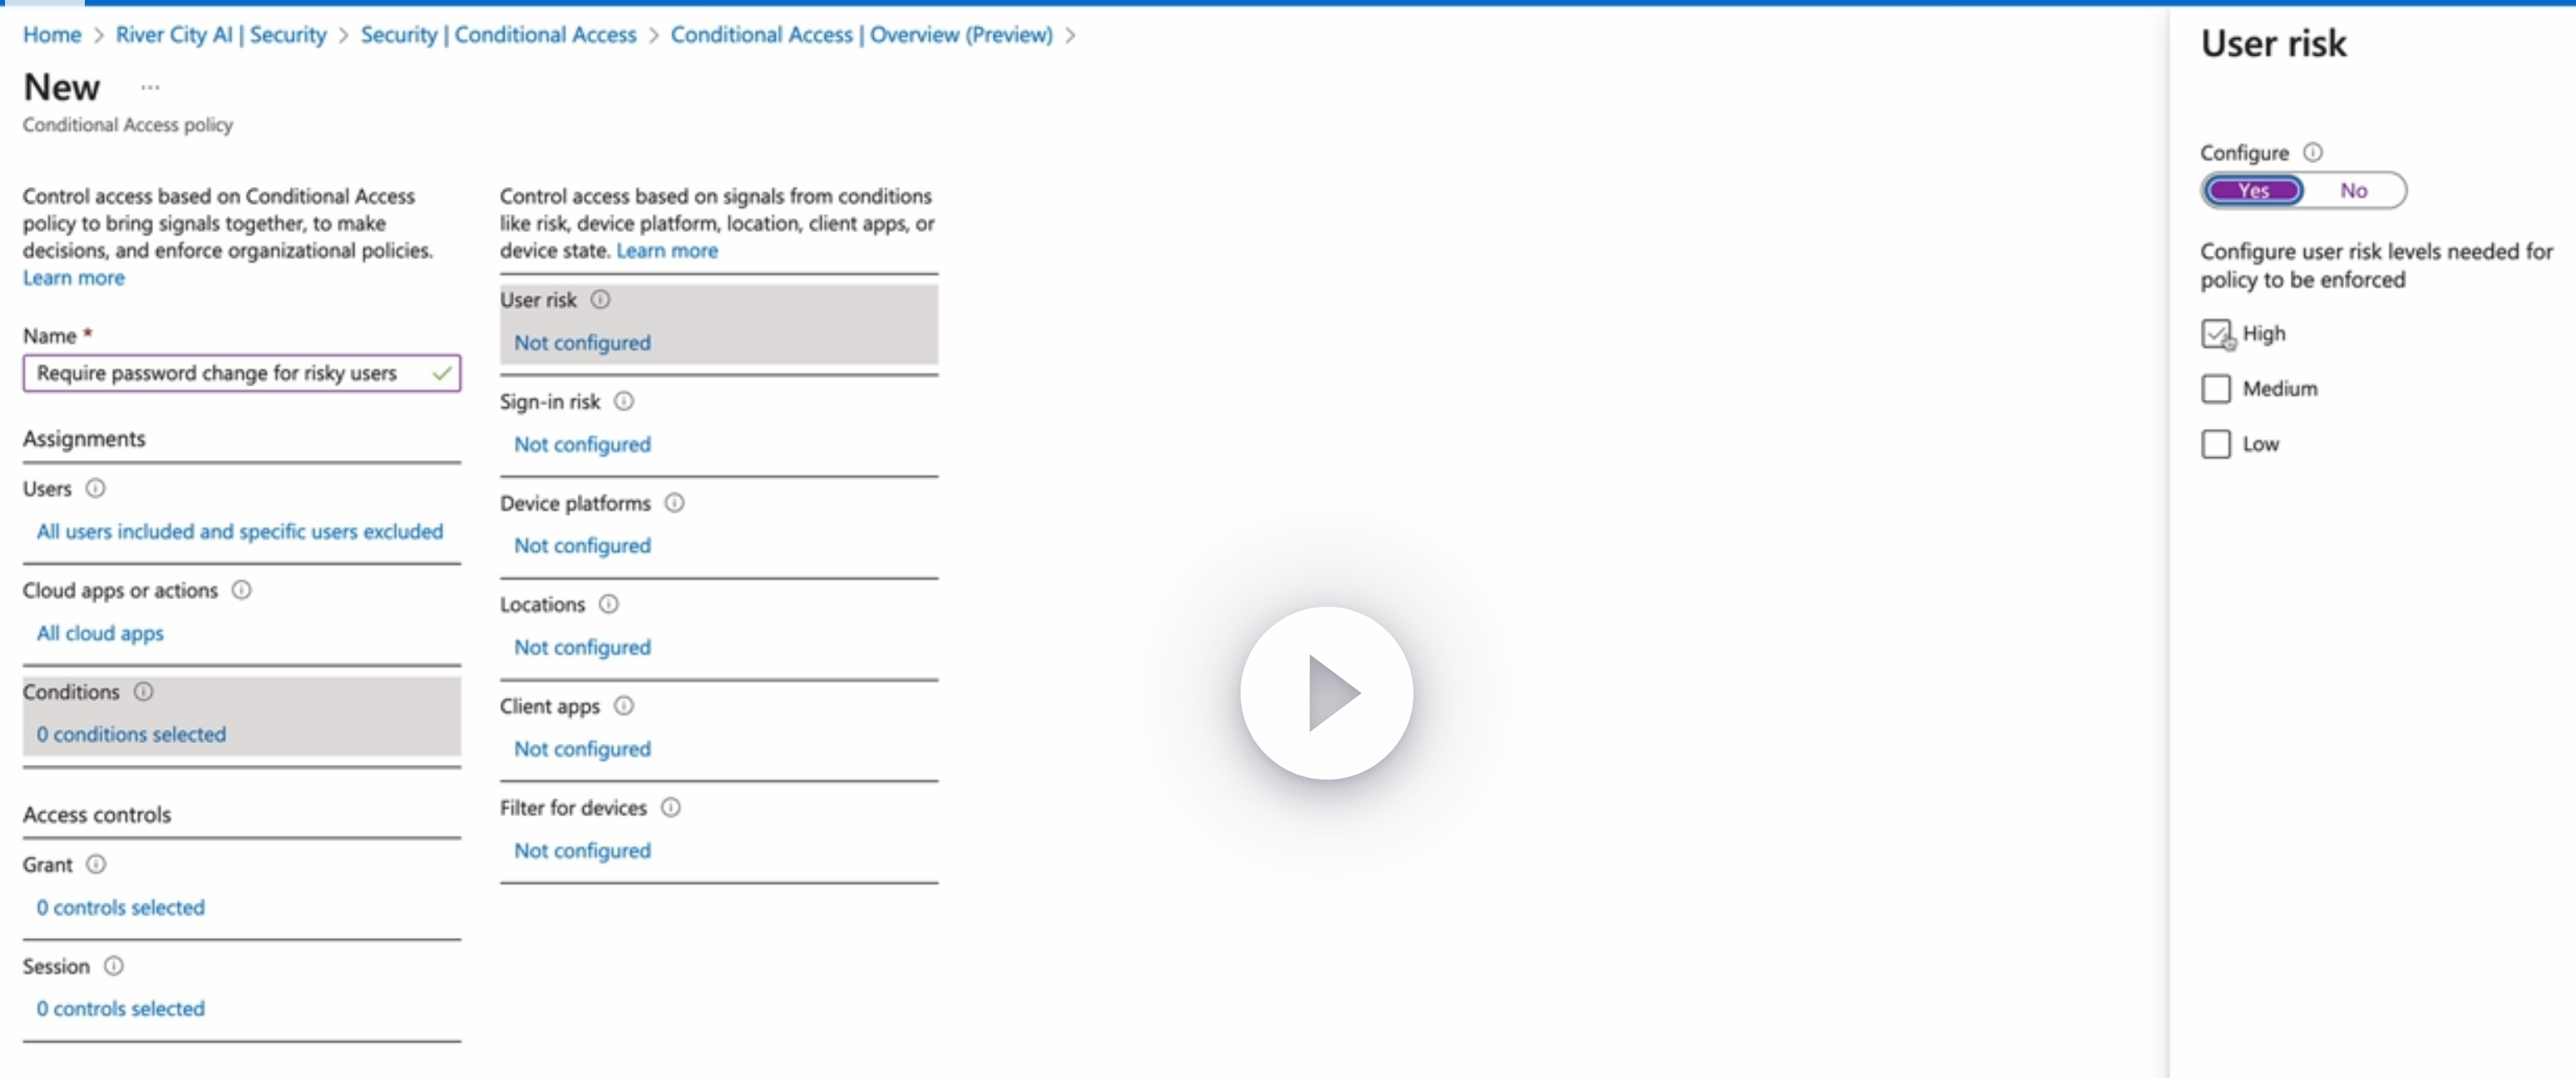 Home > River City AI | Security > Security | Conditional Access > Conditional Access | Overview (Preview) >
New ...
Conditional Access policy
Control access based on Conditional Access
policy to bring signals together, to make
decisions, and enforce organizational policies.
Learn more
Name *
Require password change for risky users
Assignments
Users
All users included and specific users excluded
Cloud apps or actions
All cloud apps
Conditions
0 conditions selected
Access controls
Grant
0 controls selected
Session
0 controls selected
Control access based on signals from conditions
like risk, device platform, location, client apps, or
device state. Learn more
User risk
Not configured
Sign-in risk
Not configured
Device platforms
Not configured
Locations
Not configured
Client apps
Not configured
Filter for devices
Not configured
User risk
Configure
Yes No
Configure user risk levels needed for
policy to be enforced
High
Medium
Low